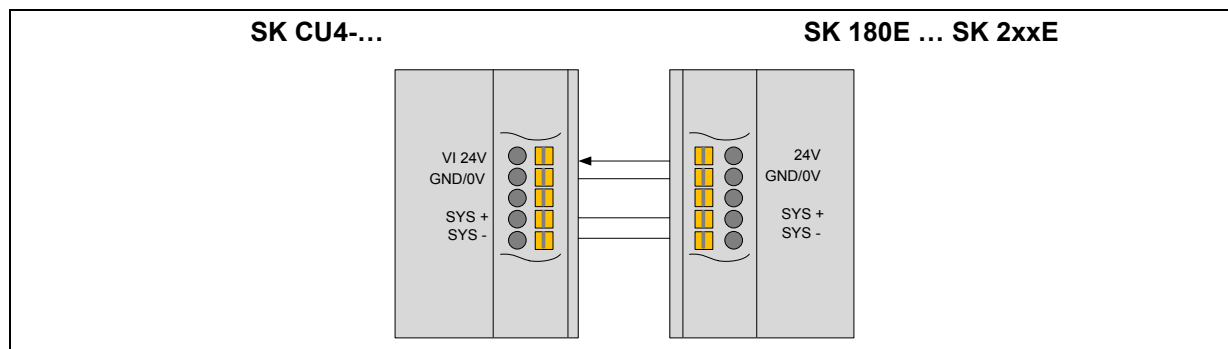 SK CU4-…
SK 180E … SK 2xxE
VI 24V
GND/0V
SYS +
SYS -
24V
GND/0V
SYS +
SYS -